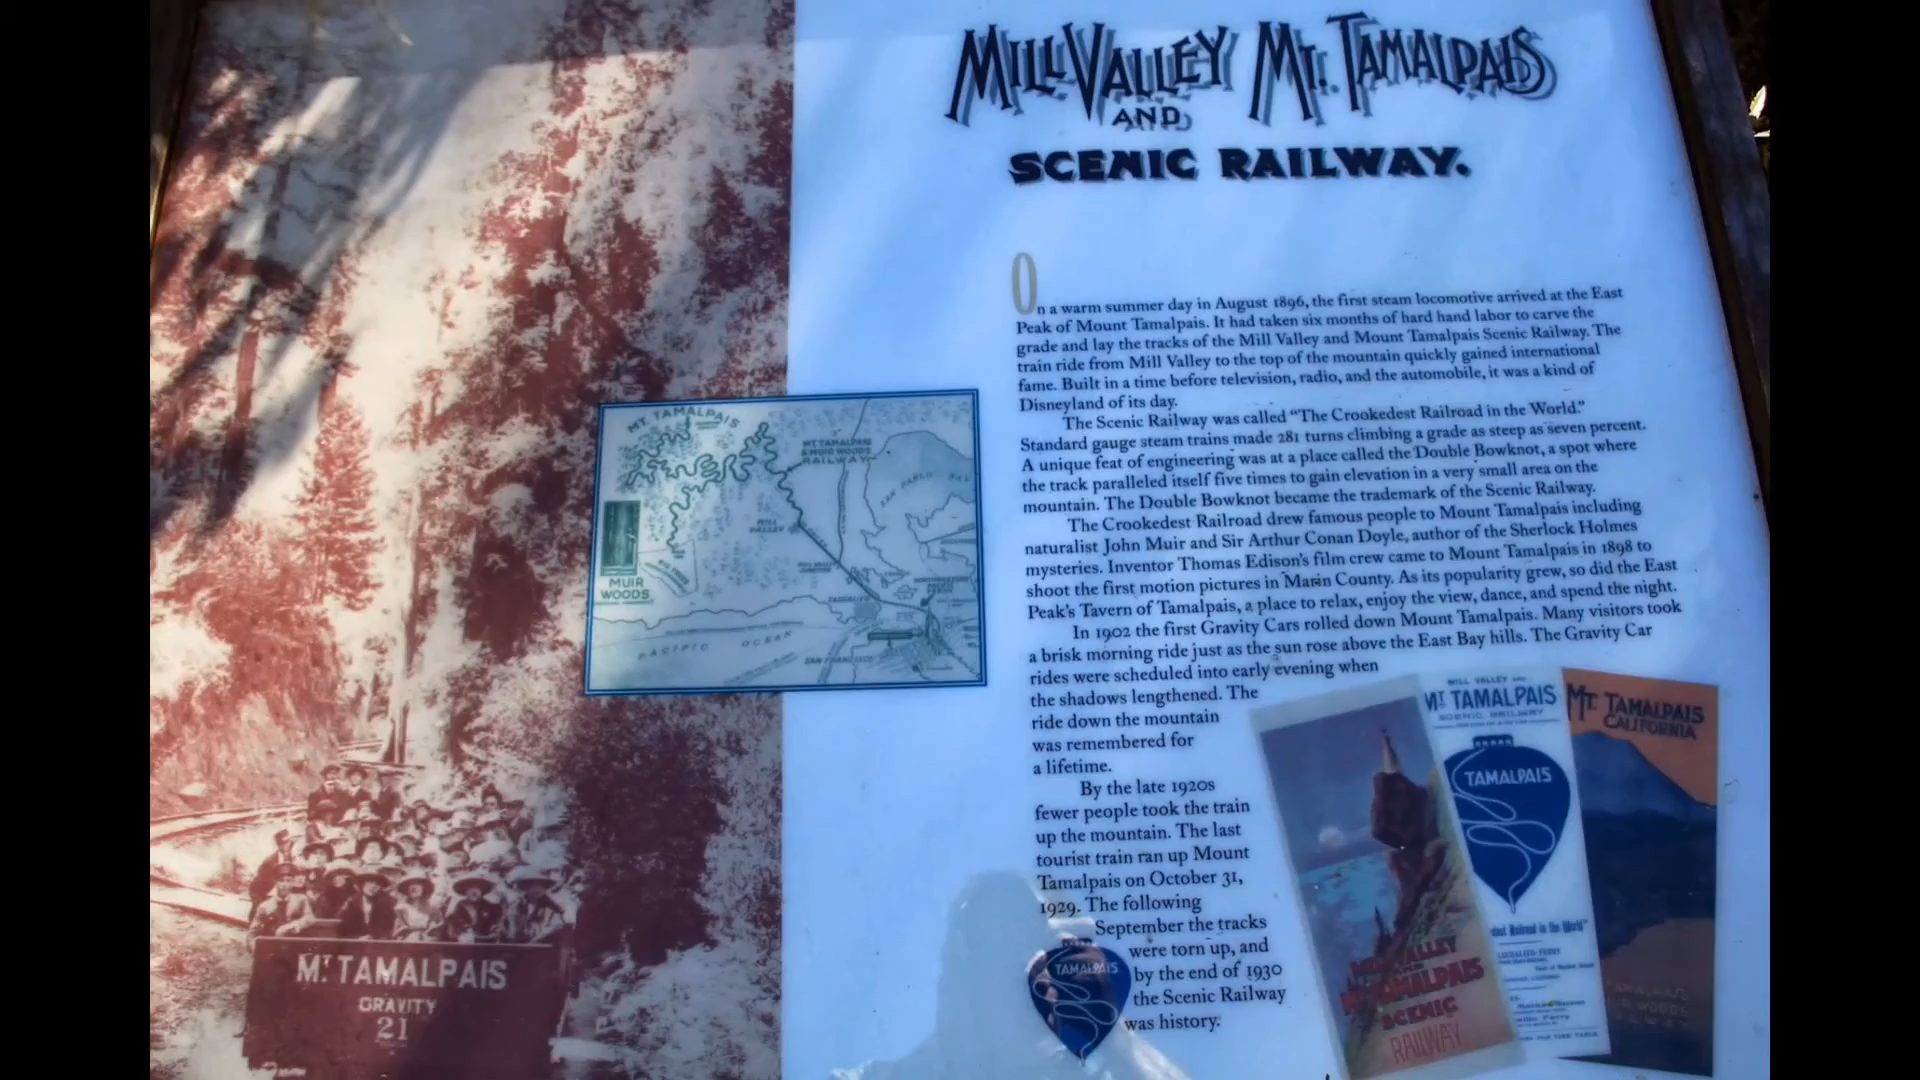 MILL VALLEY MT. TAMALPAIS
AND
SCENIC RAILWAY.
On a warm summer day in August 1896, the first steam locomotive arrived at the East
Peak of Mount Tamalpais. It had taken six months of hard hand labor to carve the
grade and lay the tracks of the Mill Valley and Mount Tamalpais Scenic Railway. The
train ride from Mill Valley to the top of the mountain quickly gained international
fame. Built in a time before television, radio, and the automobile, it was a kind of
Disneyland of its day.
The Scenic Railway was called "The Crookedest Railroad in the World."
Standard gauge steam trains made 281 turns climbing a grade as steep as seven percent.
A unique feat of engineering was at a place called the Double Bowknot, a spot where
the track paralleled itself five times to gain elevation in a very small area on the
mountain. The Double Bowknot became the trademark of the Scenic Railway.
The Crookedest Railroad drew famous people to Mount Tamalpais including
naturalist John Muir and Sir Arthur Conan Doyle, author of the Sherlock Holmes
mysteries. Inventor Thomas Edison's film crew came to Mount Tamalpais in 1898 to
shoot the first motion pictures in Marin County. As its popularity grew, so did the East
Peak's Tavern of Tamalpais, a place to relax, enjoy the view, dance, and spend the night.
In 1902 the first Gravity Cars rolled down Mount Tamalpais. Many visitors took
a brisk morning ride just as the sun rose above the East Bay hills. The Gravity Car
rides were scheduled into early evening when
the shadows lengthened. The
ride down the mountain
was remembered for
a lifetime.
By the late 1920s
fewer people took the train
up the mountain. The last
tourist train ran up Mount
Tamalpais on October 31,
1929. The following
September the tracks
were torn up, and
by the end of 1930
the Scenic Railway
was history.
TAMALPAIS
MT. TAMALPAIS
MT TAMALPAIS
& MUIR WOODS
RAILWAY
SAN PABLO BAY
MILL
VALLEY
MUIR
WOODS
PACIFIC OCEAN
SAN FRANCISCO
MT. TAMALPAIS
GRAVITY
21
MILL VALLEY
AND
MT. TAMALPAIS
SCENIC
RAILWAY
MILL VALLEY AND
MT. TAMALPAIS
SCENIC RAILWAY
TAMALPAIS
Railroad in the World"
SAUSALITO FERRY
MT. TAMALPAIS
CALIFORNIA